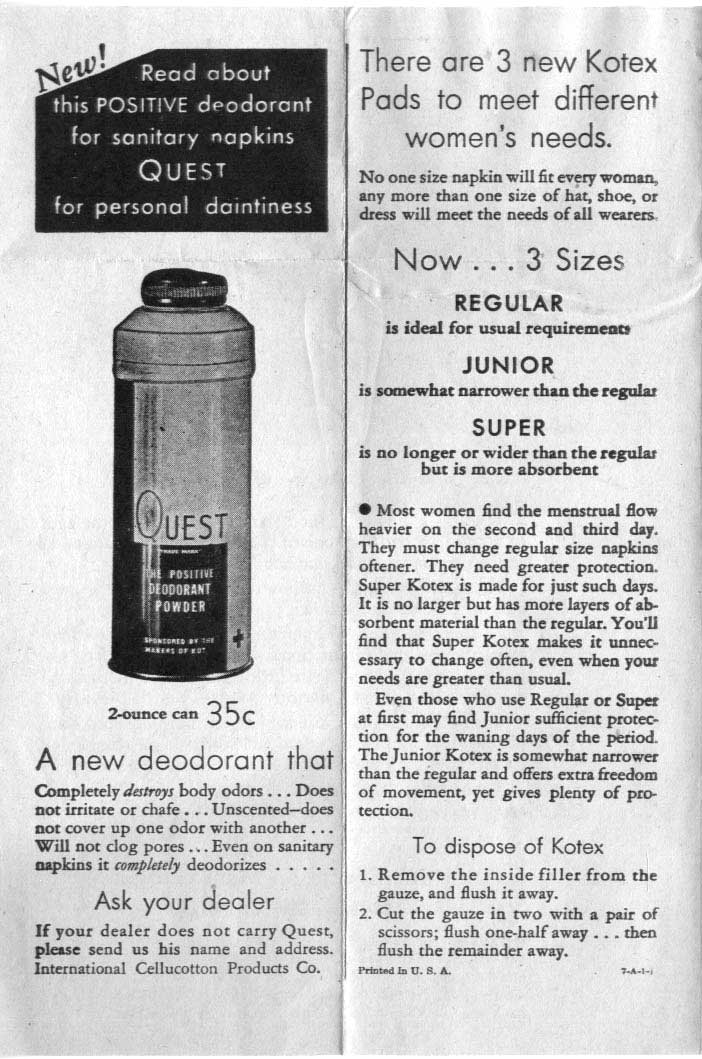 New!
Read about
this POSITIVE deodorant
for sanitary napkins
QUEST
for personal daintiness
QUEST
TRADE MARK
THE POSITIVE
DEODORANT
POWDER
SPONSORED BY THE
MAKERS OF KOT
2-ounce can 35c
A new deodorant that
Completely destroys body odors . . . Does
not irritate or chafe . . . Unscented—does
not cover up one odor with another . . .
Will not clog pores . . . Even on sanitary
napkins it completely deodorizes . . . . .
Ask your dealer
If your dealer does not carry Quest,
please send us his name and address.
International Cellucotton Products Co.
There are 3 new Kotex
Pads to meet different
women's needs.
No one size napkin will fit every woman,
any more than one size of hat, shoe, or
dress will meet the needs of all wearers.
Now . . . 3 Sizes
REGULAR
is ideal for usual requirements
JUNIOR
is somewhat narrower than the regular
SUPER
is no longer or wider than the regular
but is more absorbent
● Most women find the menstrual flow
heavier on the second and third day.
They must change regular size napkins
oftener. They need greater protection.
Super Kotex is made for just such days.
It is no larger but has more layers of ab-
sorbent material than the regular. You'll
find that Super Kotex makes it unnec-
essary to change often, even when your
needs are greater than usual.
Even those who use Regular or Super
at first may find Junior sufficient protec-
tion for the waning days of the period.
The Junior Kotex is somewhat narrower
than the regular and offers extra freedom
of movement, yet gives plenty of pro-
tection.
To dispose of Kotex
1. Remove the inside filler from the
gauze, and flush it away.
2. Cut the gauze in two with a pair of
scissors; flush one-half away . . . then
flush the remainder away.
Printed In U. S. A.
7-A-1-